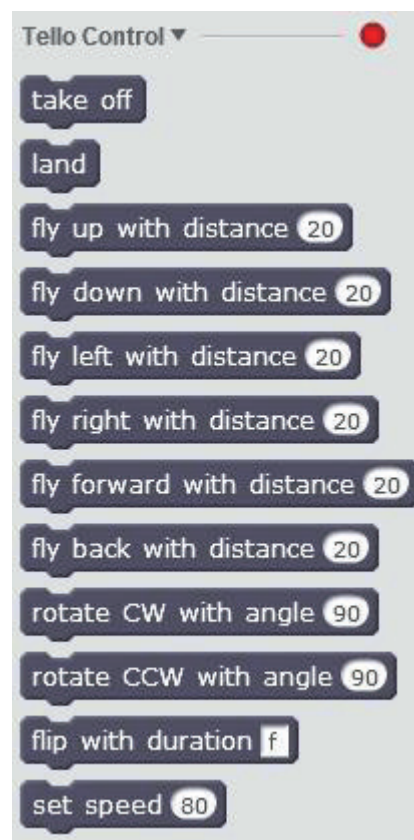 Tello Control ▾
take off
land
fly up with distance 20
fly down with distance 20
fly left with distance 20
fly right with distance 20
fly forward with distance 20
fly back with distance 20
rotate CW with angle 90
rotate CCW with angle 90
flip with duration f
set speed 80